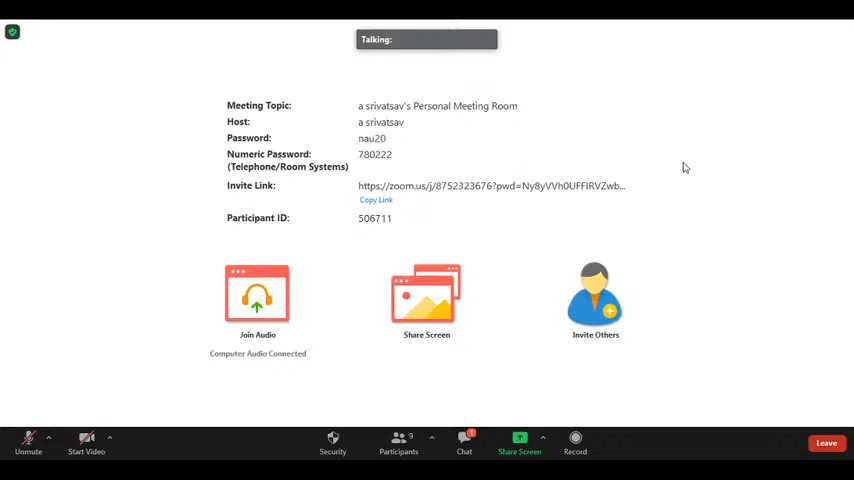 Talking:
Meeting Topic: a srivatsav's Personal Meeting Room
Host: a srivatsav
Password: nau20
Numeric Password: 780222
(Telephone/Room Systems)
Invite Link: https://zoom.us/j/8752323676?pwd=Ny8yVVh0UFFIRVZwb...
Copy Link
Participant ID: 506711
Join Audio Share Screen Invite Others
Computer Audio Connected
9 1
Unmute Start Video Security Participants Chat Share Screen Record Leave